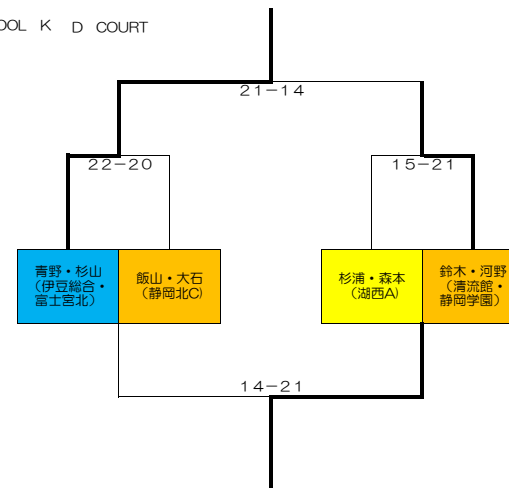 OOL K D COURT
21-14
22-20
15-21
青野・杉山
(伊豆総合・
富士宮北)
飯山・大石
(静岡北C)
杉浦・森本
(湖西A)
鈴木・河野
(清流館・
静岡学園)
14-21